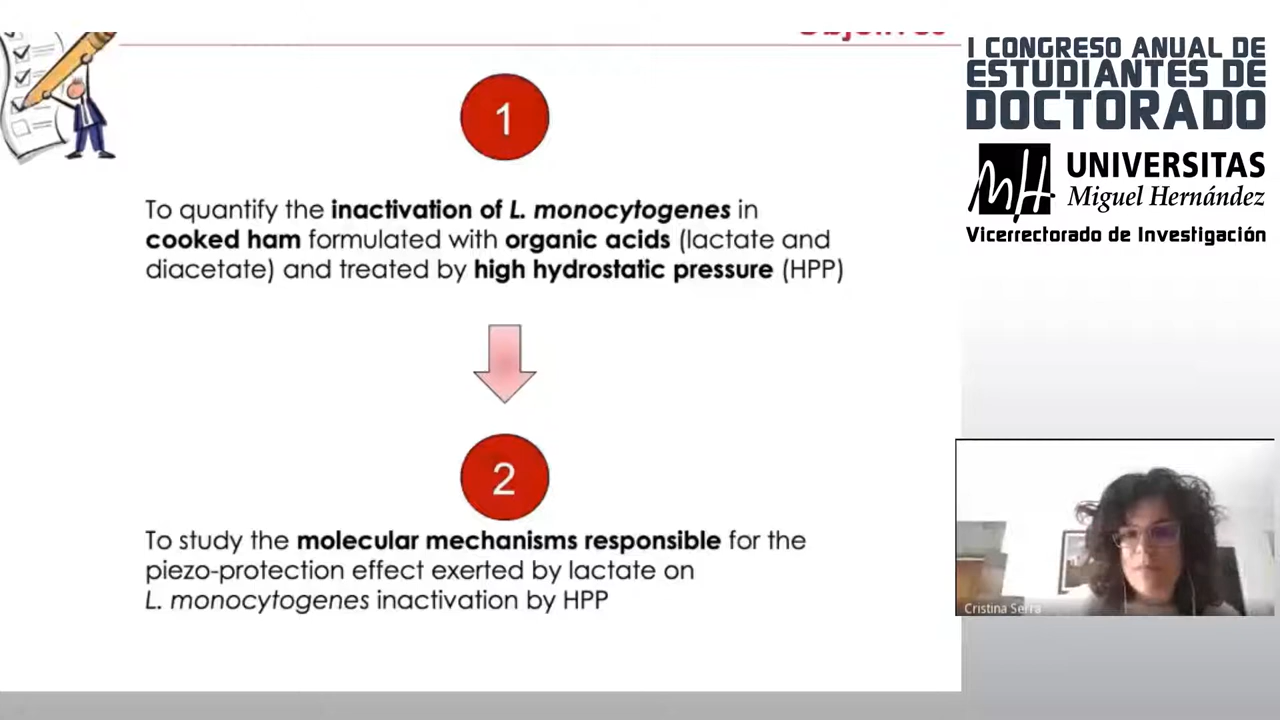 1
To quantify the inactivation of L. monocytogenes in
cooked ham formulated with organic acids (lactate and
diacetate) and treated by high hydrostatic pressure (HPP)
2
To study the molecular mechanisms responsible for the
piezo-protection effect exerted by lactate on
L. monocytogenes inactivation by HPP
I CONGRESO ANUAL DE
ESTUDIANTES DE
DOCTORADO
MH
UNIVERSITAS
Miguel Hernández
Vicerrectorado de Investigación
Cristina Serra